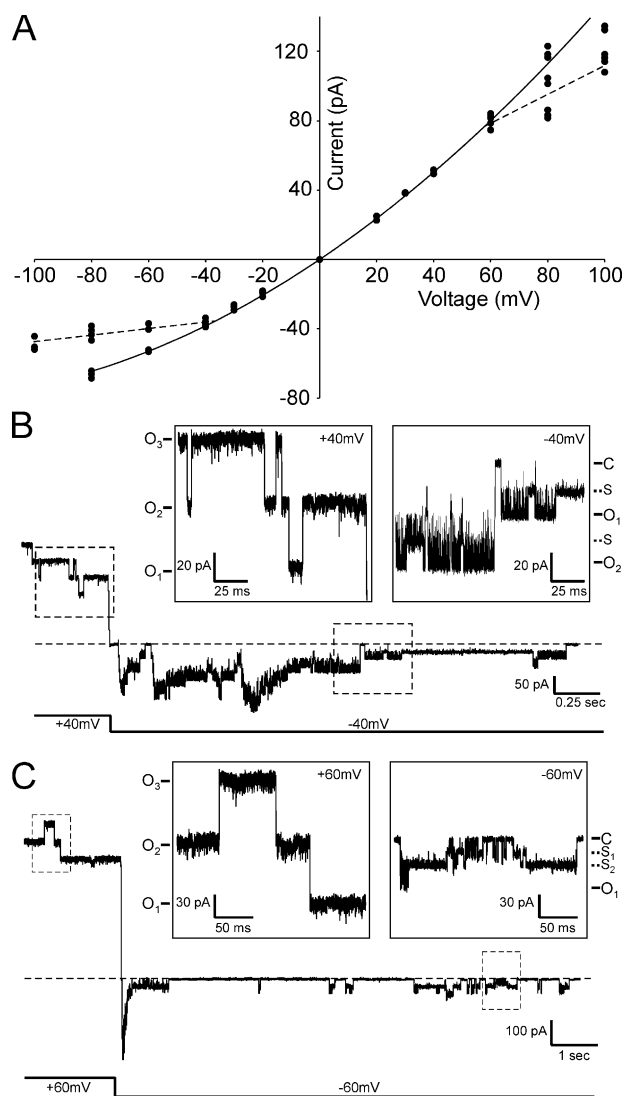 A
Current (pA)
120
80
40
-100 -80 -60 -40 -20 0 20 40 60 80 100
Voltage (mV)
-40
-80
B
+40mV
O3
O2
O1
20 pA
25 ms
-40mV
C
S
O1
S
O2
20 pA
25 ms
50 pA
0.25 sec
+40mV -40mV
C
+60mV
O3
O2
O1
30 pA
50 ms
-60mV
C
S1
S2
O1
30 pA
50 ms
100 pA
1 sec
+60mV -60mV